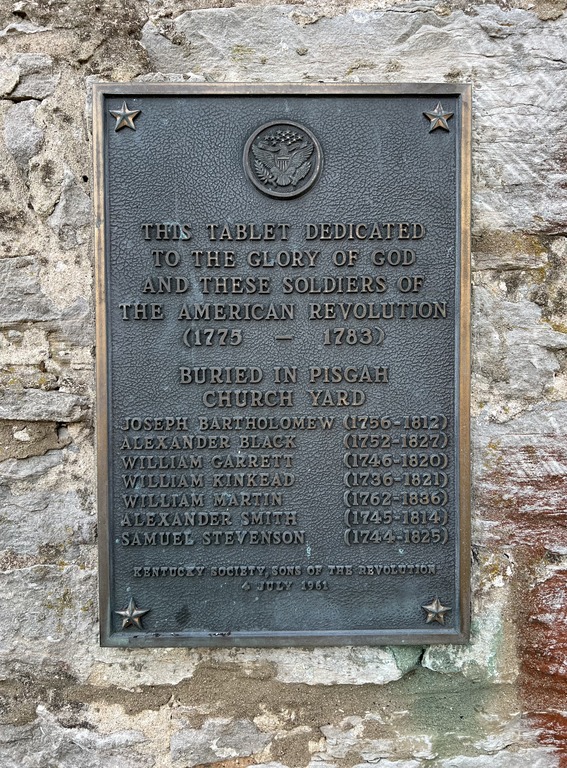 THIS TABLET DEDICATED
TO THE GLORY OF GOD
AND THESE SOLDIERS OF
THE AMERICAN REVOLUTION
(1775 — 1783)
BURIED IN PISGAH
CHURCH YARD
JOSEPH BARTHOLOMEW (1756-1812)
ALEXANDER BLACK (1752-1827)
WILLIAM GARRETT (1746-1820)
WILLIAM KINKEAD (1736-1821)
WILLIAM MARTIN (1762-1836)
ALEXANDER SMITH (1745-1814)
SAMUEL STEVENSON (1744-1825)
KENTUCKY SOCIETY, SONS OF THE REVOLUTION
4 JULY 1961